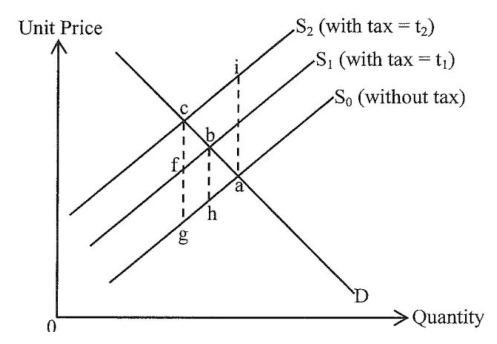 Unit Price
S₂ (with tax = t₂)
S₁ (with tax = t₁)
i
S₀ (without tax)
c
b
f
a
h
g
D
0
Quantity